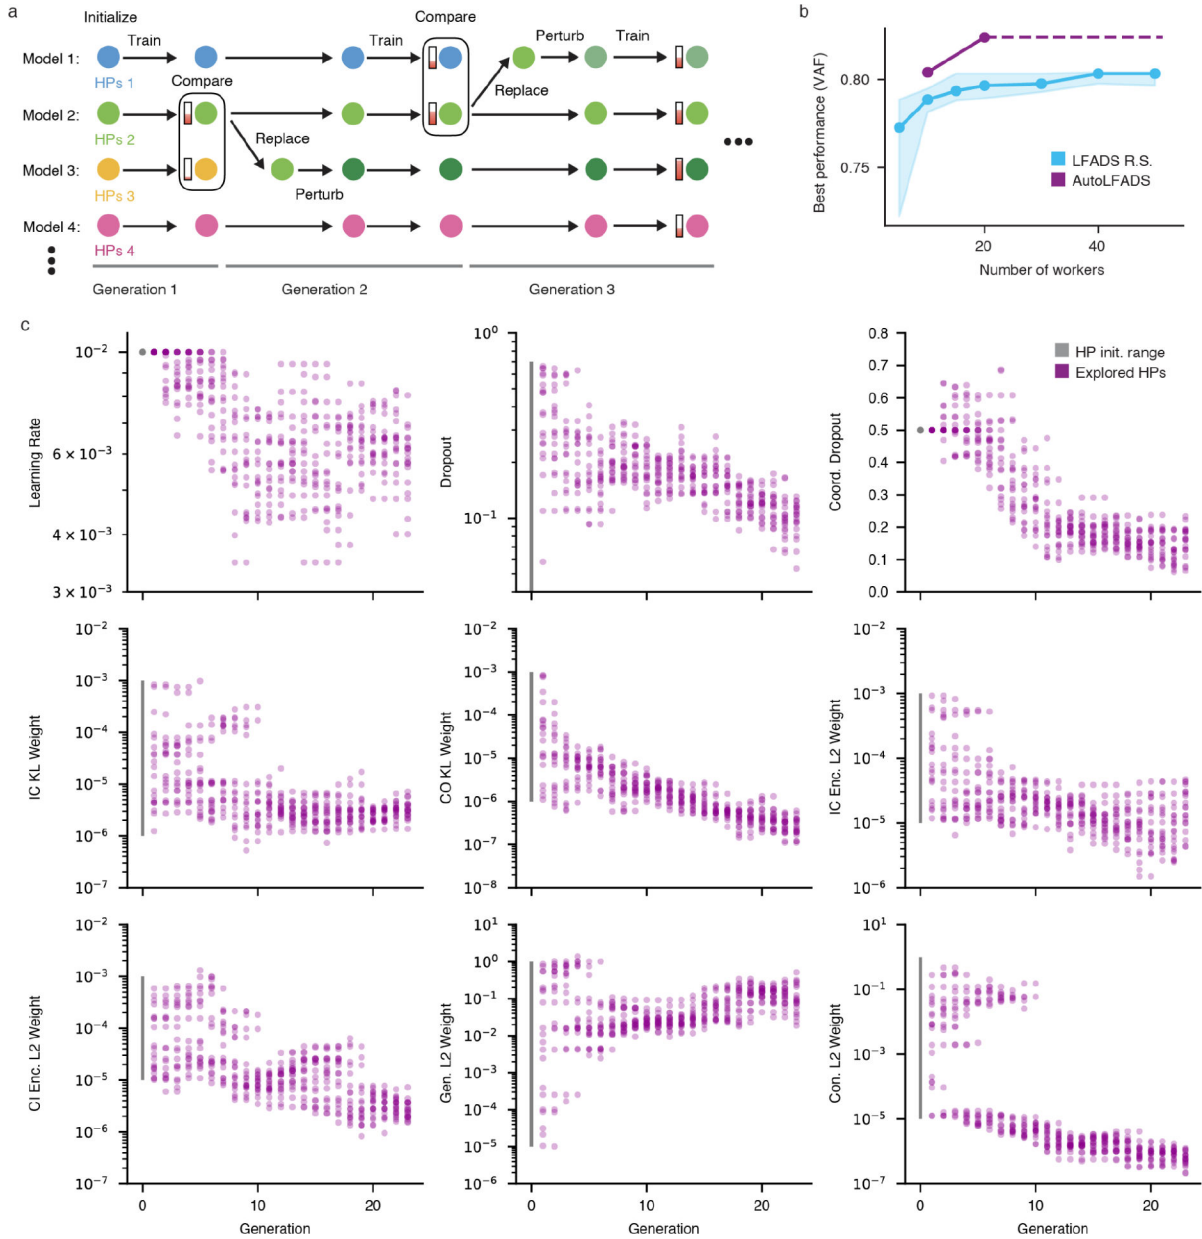 a
Initialize
Compare
Train
Train
Perturb
Train
Model 1:
HPs 1
Compare
Replace
Model 2:
HPs 2
Replace
Model 3:
HPs 3
Perturb
Model 4:
HPs 4
Generation 1
Generation 2
Generation 3
b
Best performance (VAF)
0.80
0.75
LFADS R.S.
AutoLFADS
20
40
Number of workers
c
Learning Rate
10⁻²
6 × 10⁻³
4 × 10⁻³
3 × 10⁻³
Dropout
10⁰
10⁻¹
Coord. Dropout
0.8
0.7
0.6
0.5
0.4
0.3
0.2
0.1
0.0
HP init. range
Explored HPs
IC KL Weight
10⁻²
10⁻³
10⁻⁴
10⁻⁵
10⁻⁶
10⁻⁷
CO KL Weight
10⁻²
10⁻³
10⁻⁴
10⁻⁵
10⁻⁶
10⁻⁷
10⁻⁸
IC Enc. L2 Weight
10⁻²
10⁻³
10⁻⁴
10⁻⁵
10⁻⁶
CI Enc. L2 Weight
10⁻²
10⁻³
10⁻⁴
10⁻⁵
10⁻⁶
10⁻⁷
0
10
20
Generation
Gen. L2 Weight
10¹
10⁰
10⁻¹
10⁻²
10⁻³
10⁻⁴
10⁻⁵
10⁻⁶
0
10
20
Generation
Con. L2 Weight
10¹
10⁻¹
10⁻³
10⁻⁵
10⁻⁷
0
10
20
Generation